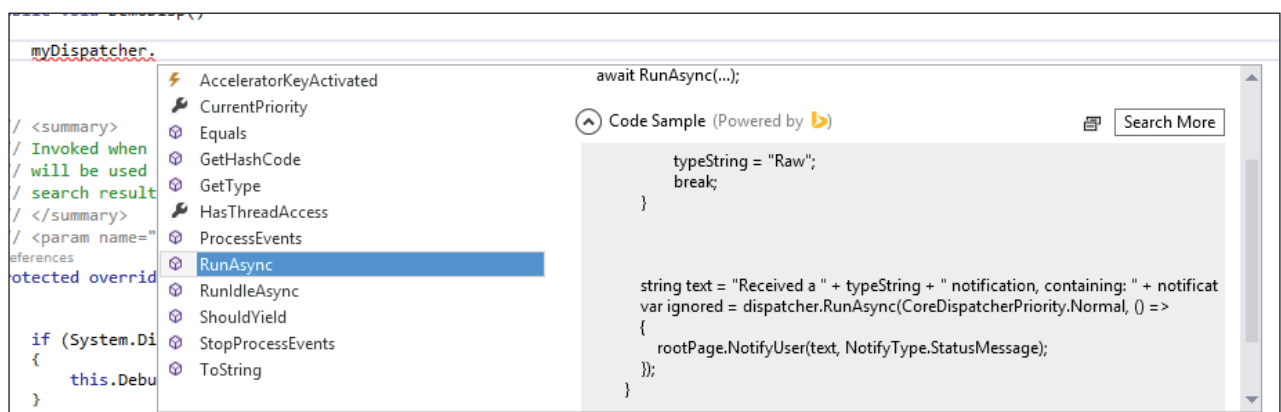 myDispatcher.
AcceleratorKeyActivated
CurrentPriority
Equals
GetHashCode
GetType
HasThreadAccess
ProcessEvents
RunAsync
RunIdleAsync
ShouldYield
StopProcessEvents
ToString
/ <summary>
/ Invoked when
/ will be used
/ search result
/ </summary>
/ <param name="
eferences
otected overrid
if (System.Di
{
this.Debu
}
await RunAsync(...);
Code Sample (Powered by )
Search More
typeString = "Raw";
break;
}
string text = "Received a " + typeString + " notification, containing: " + notificat
var ignored = dispatcher.RunAsync(CoreDispatcherPriority.Normal, () =>
{
rootPage.NotifyUser(text, NotifyType.StatusMessage);
});
}